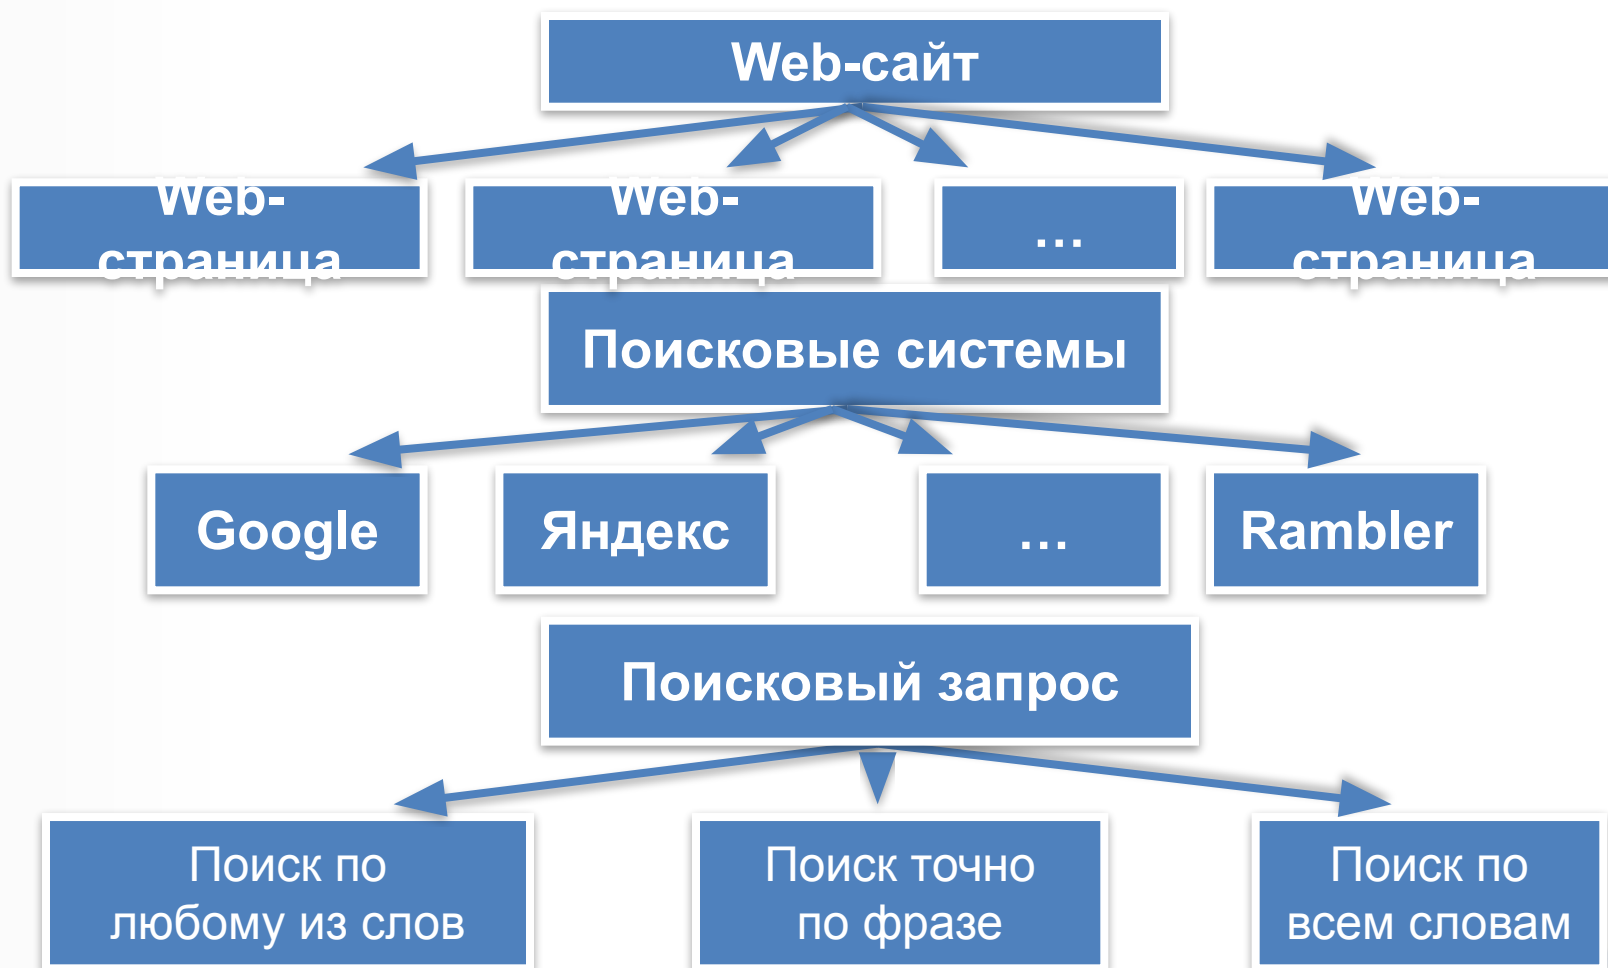 Web-сайт
Web-
страница
Web-
страница
…
Web-
страница
Поисковые системы
Google
Яндекс
…
Rambler
Поисковый запрос
Поиск по
любому из слов
Поиск точно
по фразе
Поиск по
всем словам